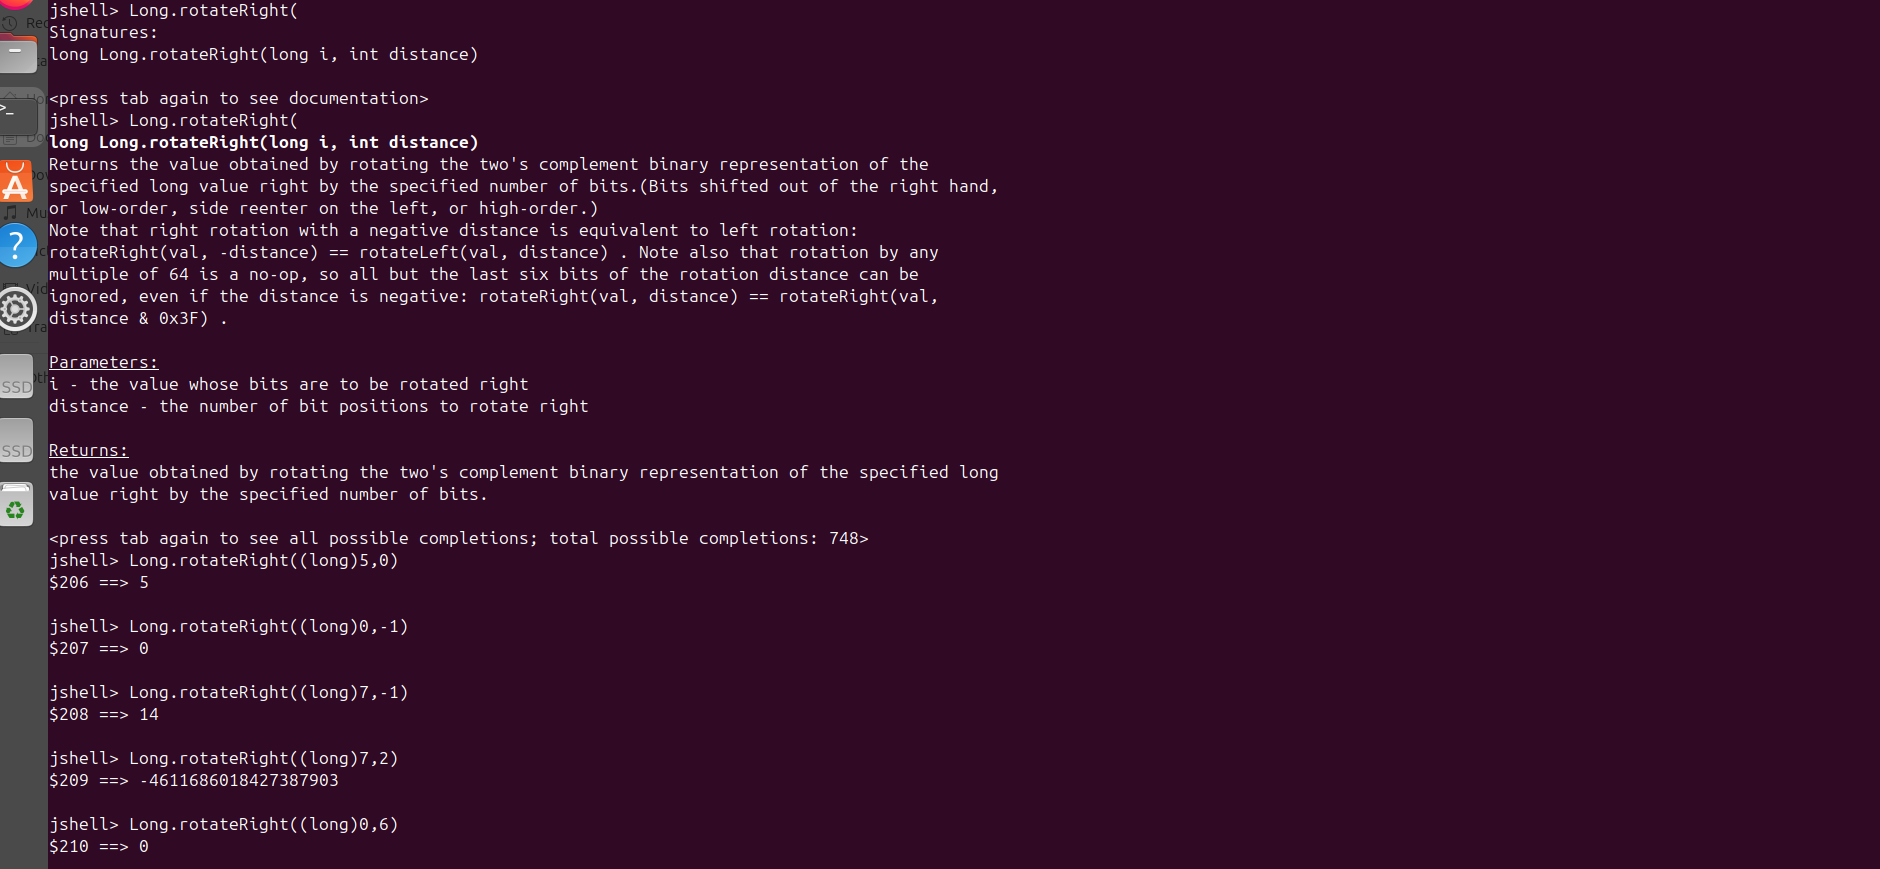 jshell> Long.rotateRight(
Signatures:
long Long.rotateRight(long i, int distance)
<press tab again to see documentation>
jshell> Long.rotateRight(
long Long.rotateRight(long i, int distance)
Returns the value obtained by rotating the two's complement binary representation of the
specified long value right by the specified number of bits.(Bits shifted out of the right hand,
or low-order, side reenter on the left, or high-order.)
Note that right rotation with a negative distance is equivalent to left rotation:
rotateRight(val, -distance) == rotateLeft(val, distance) . Note also that rotation by any
multiple of 64 is a no-op, so all but the last six bits of the rotation distance can be
ignored, even if the distance is negative: rotateRight(val, distance) == rotateRight(val,
distance & 0x3F) .
Parameters:
i - the value whose bits are to be rotated right
distance - the number of bit positions to rotate right
Returns:
the value obtained by rotating the two's complement binary representation of the specified long
value right by the specified number of bits.
<press tab again to see all possible completions; total possible completions: 748>
jshell> Long.rotateRight((long)5,0)
$206 ==> 5
jshell> Long.rotateRight((long)0,-1)
$207 ==> 0
jshell> Long.rotateRight((long)7,-1)
$208 ==> 14
jshell> Long.rotateRight((long)7,2)
$209 ==> -4611686018427387903
jshell> Long.rotateRight((long)0,6)
$210 ==> 0
SSD
SSD